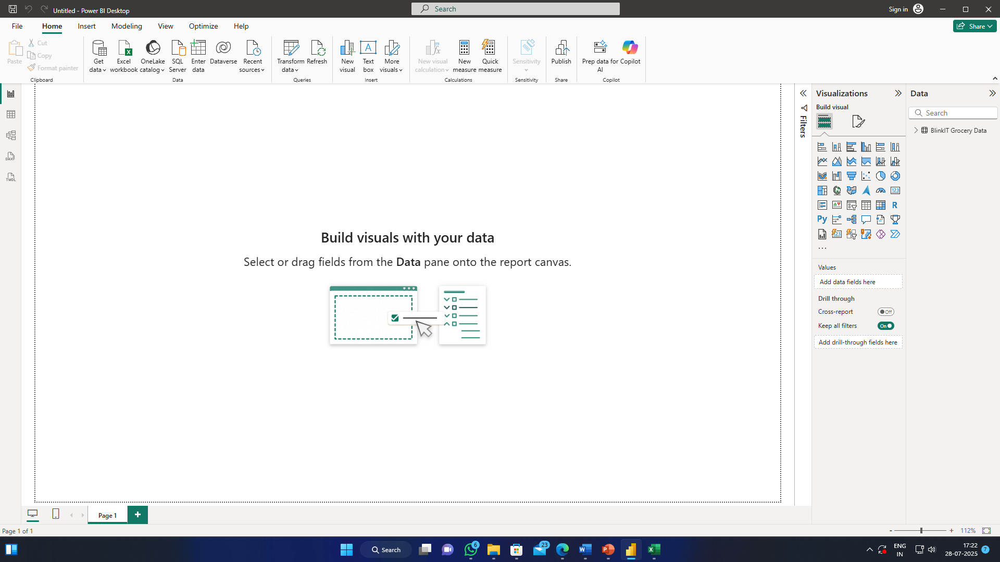 Untitled - Power BI Desktop
Search
Sign in
File
Home
Insert
Modeling
View
Optimize
Help
Share
Paste
Cut
Copy
Format painter
Clipboard
Get
data
Excel
workbook
OneLake
catalog
SQL
Server
Enter
data
Dataverse
Recent
sources
Data
Transform
data
Refresh
Queries
New
visual
Text
box
More
visuals
Insert
New visual
calculation
New
measure
Quick
measure
Calculations
Sensitivity
Sensitivity
Publish
Share
Prep data for
AI
Copilot
Copilot
DAX
TMDL
Build visuals with your data
Select or drag fields from the Data pane onto the report canvas.
Filters
Visualizations
Build visual
123
R
Py
123
...
Values
Add data fields here
Drill through
Cross-report
Off
Keep all filters
On
Add drill-through fields here
Data
Search
BlinkIT Grocery Data
Page 1
+
Page 1 of 1
-
+
112%
Search
6
23
ENG
IN
17:22
28-07-2025
7